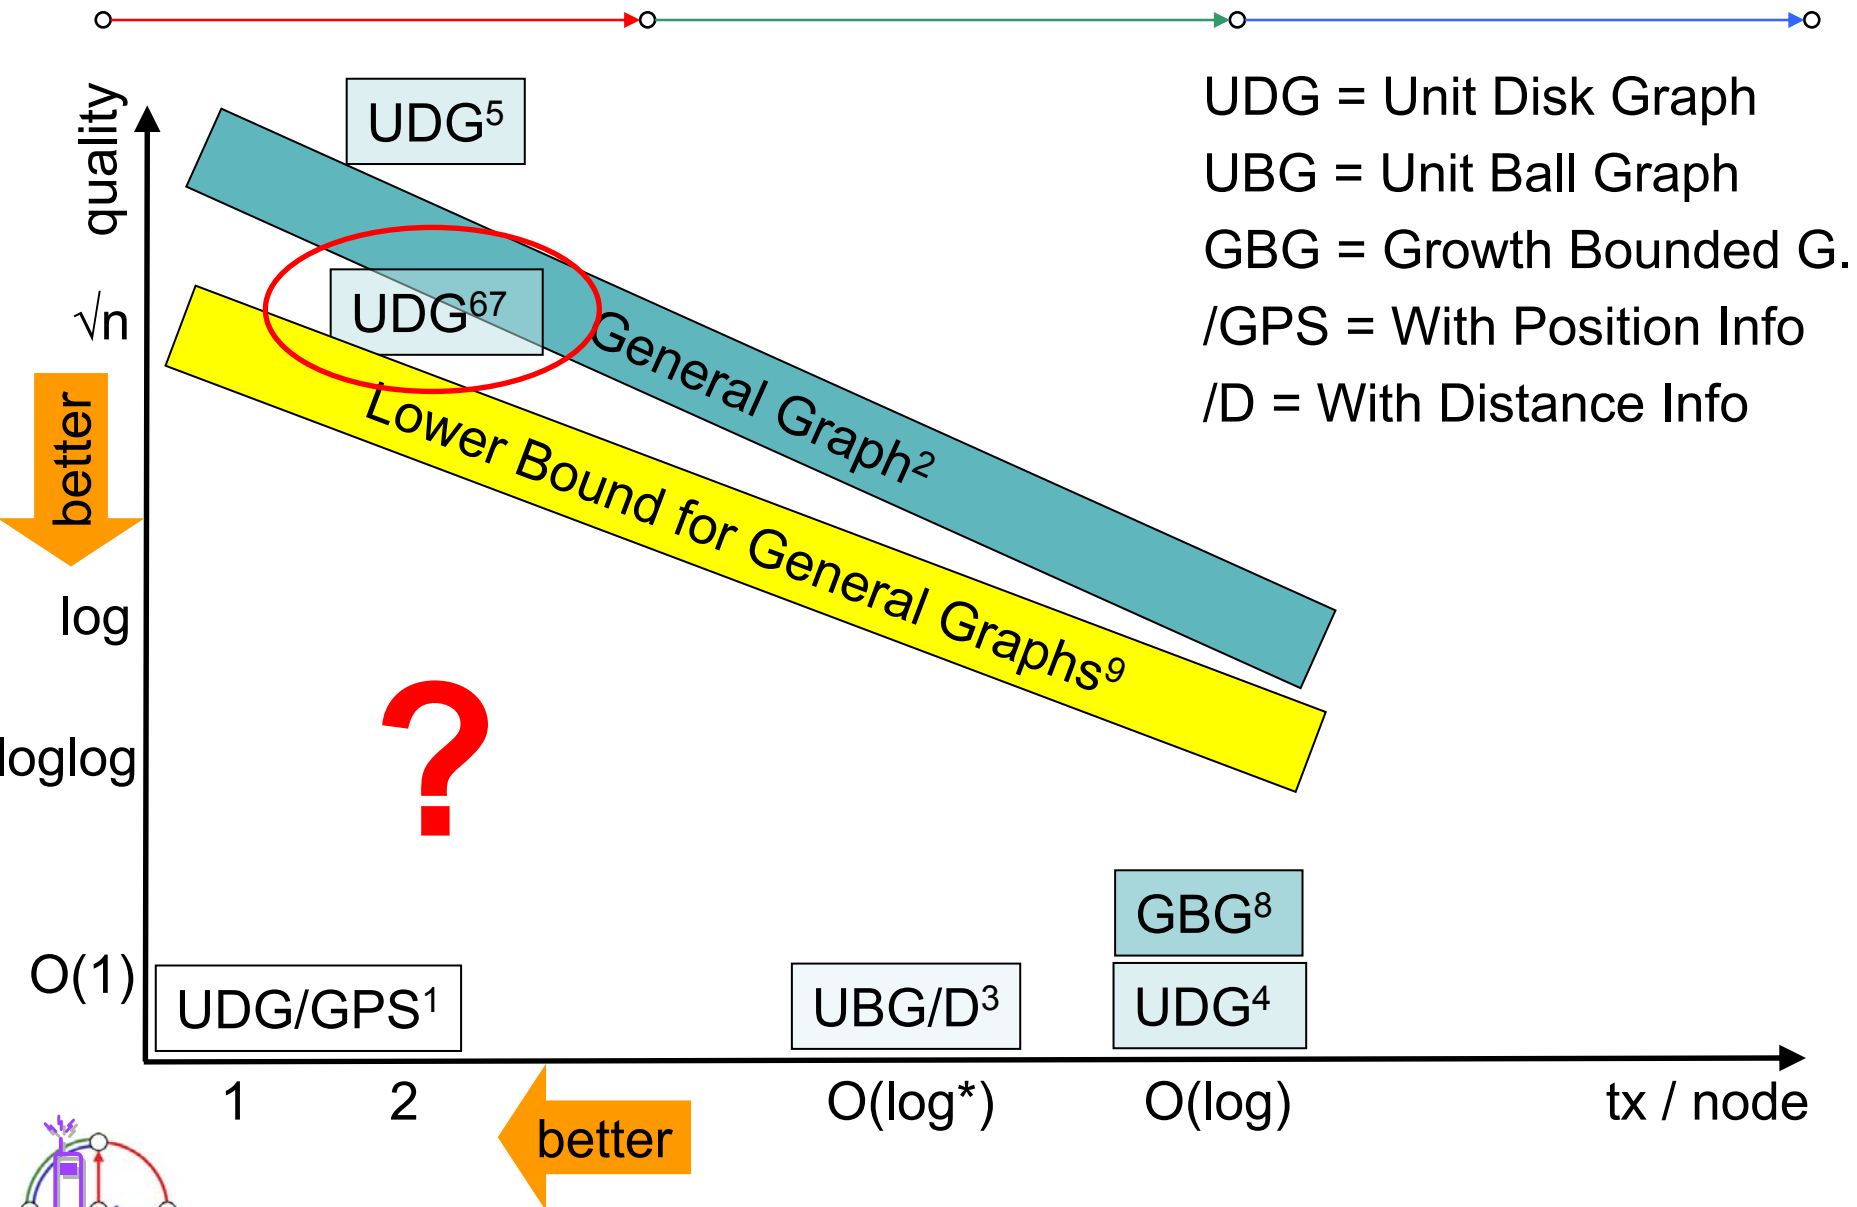 quality
UDG⁵
UDG = Unit Disk Graph
UBG = Unit Ball Graph
GBG = Growth Bounded G.
/GPS = With Position Info
/D = With Distance Info
√n
UDG⁶⁷
General Graph²
Lower Bound for General Graphs⁹
better
log
?
loglog
GBG⁸
O(1)
UDG/GPS¹
UBG/D³
UDG⁴
1
2
O(log*)
O(log)
tx / node
better